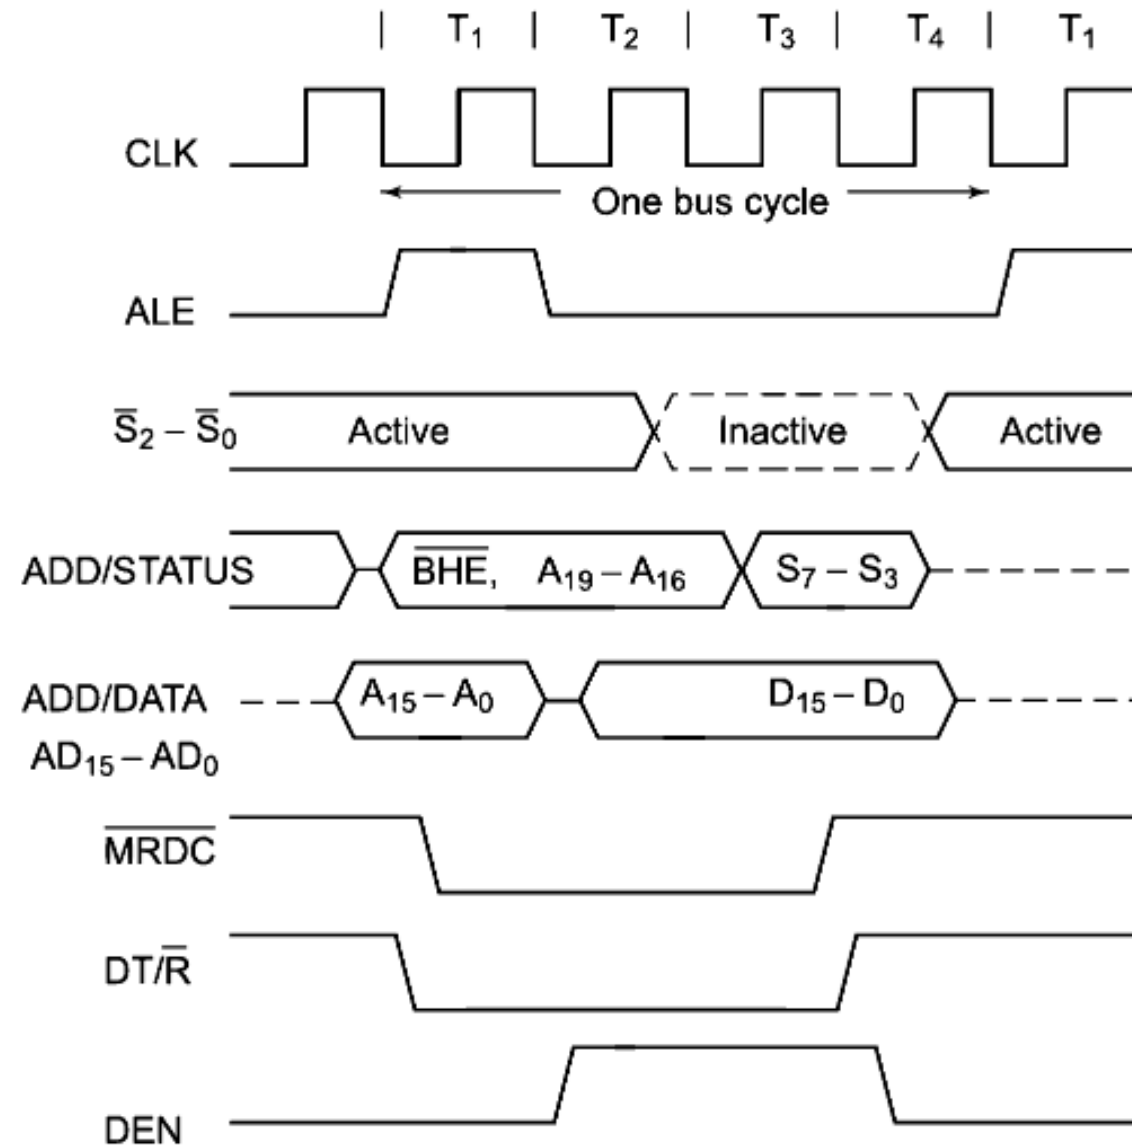 T₁ T₂ T₃ T₄ T₁
CLK
One bus cycle
ALE
S̅₂ – S̅₀ Active Inactive Active
ADD/STATUS B̅H̅E̅, A₁₉ – A₁₆ S₇ – S₃
ADD/DATA A₁₅ – A₀ D₁₅ – D₀
AD₁₅ – AD₀
M̅R̅D̅C̅
DT/R̅
DEN